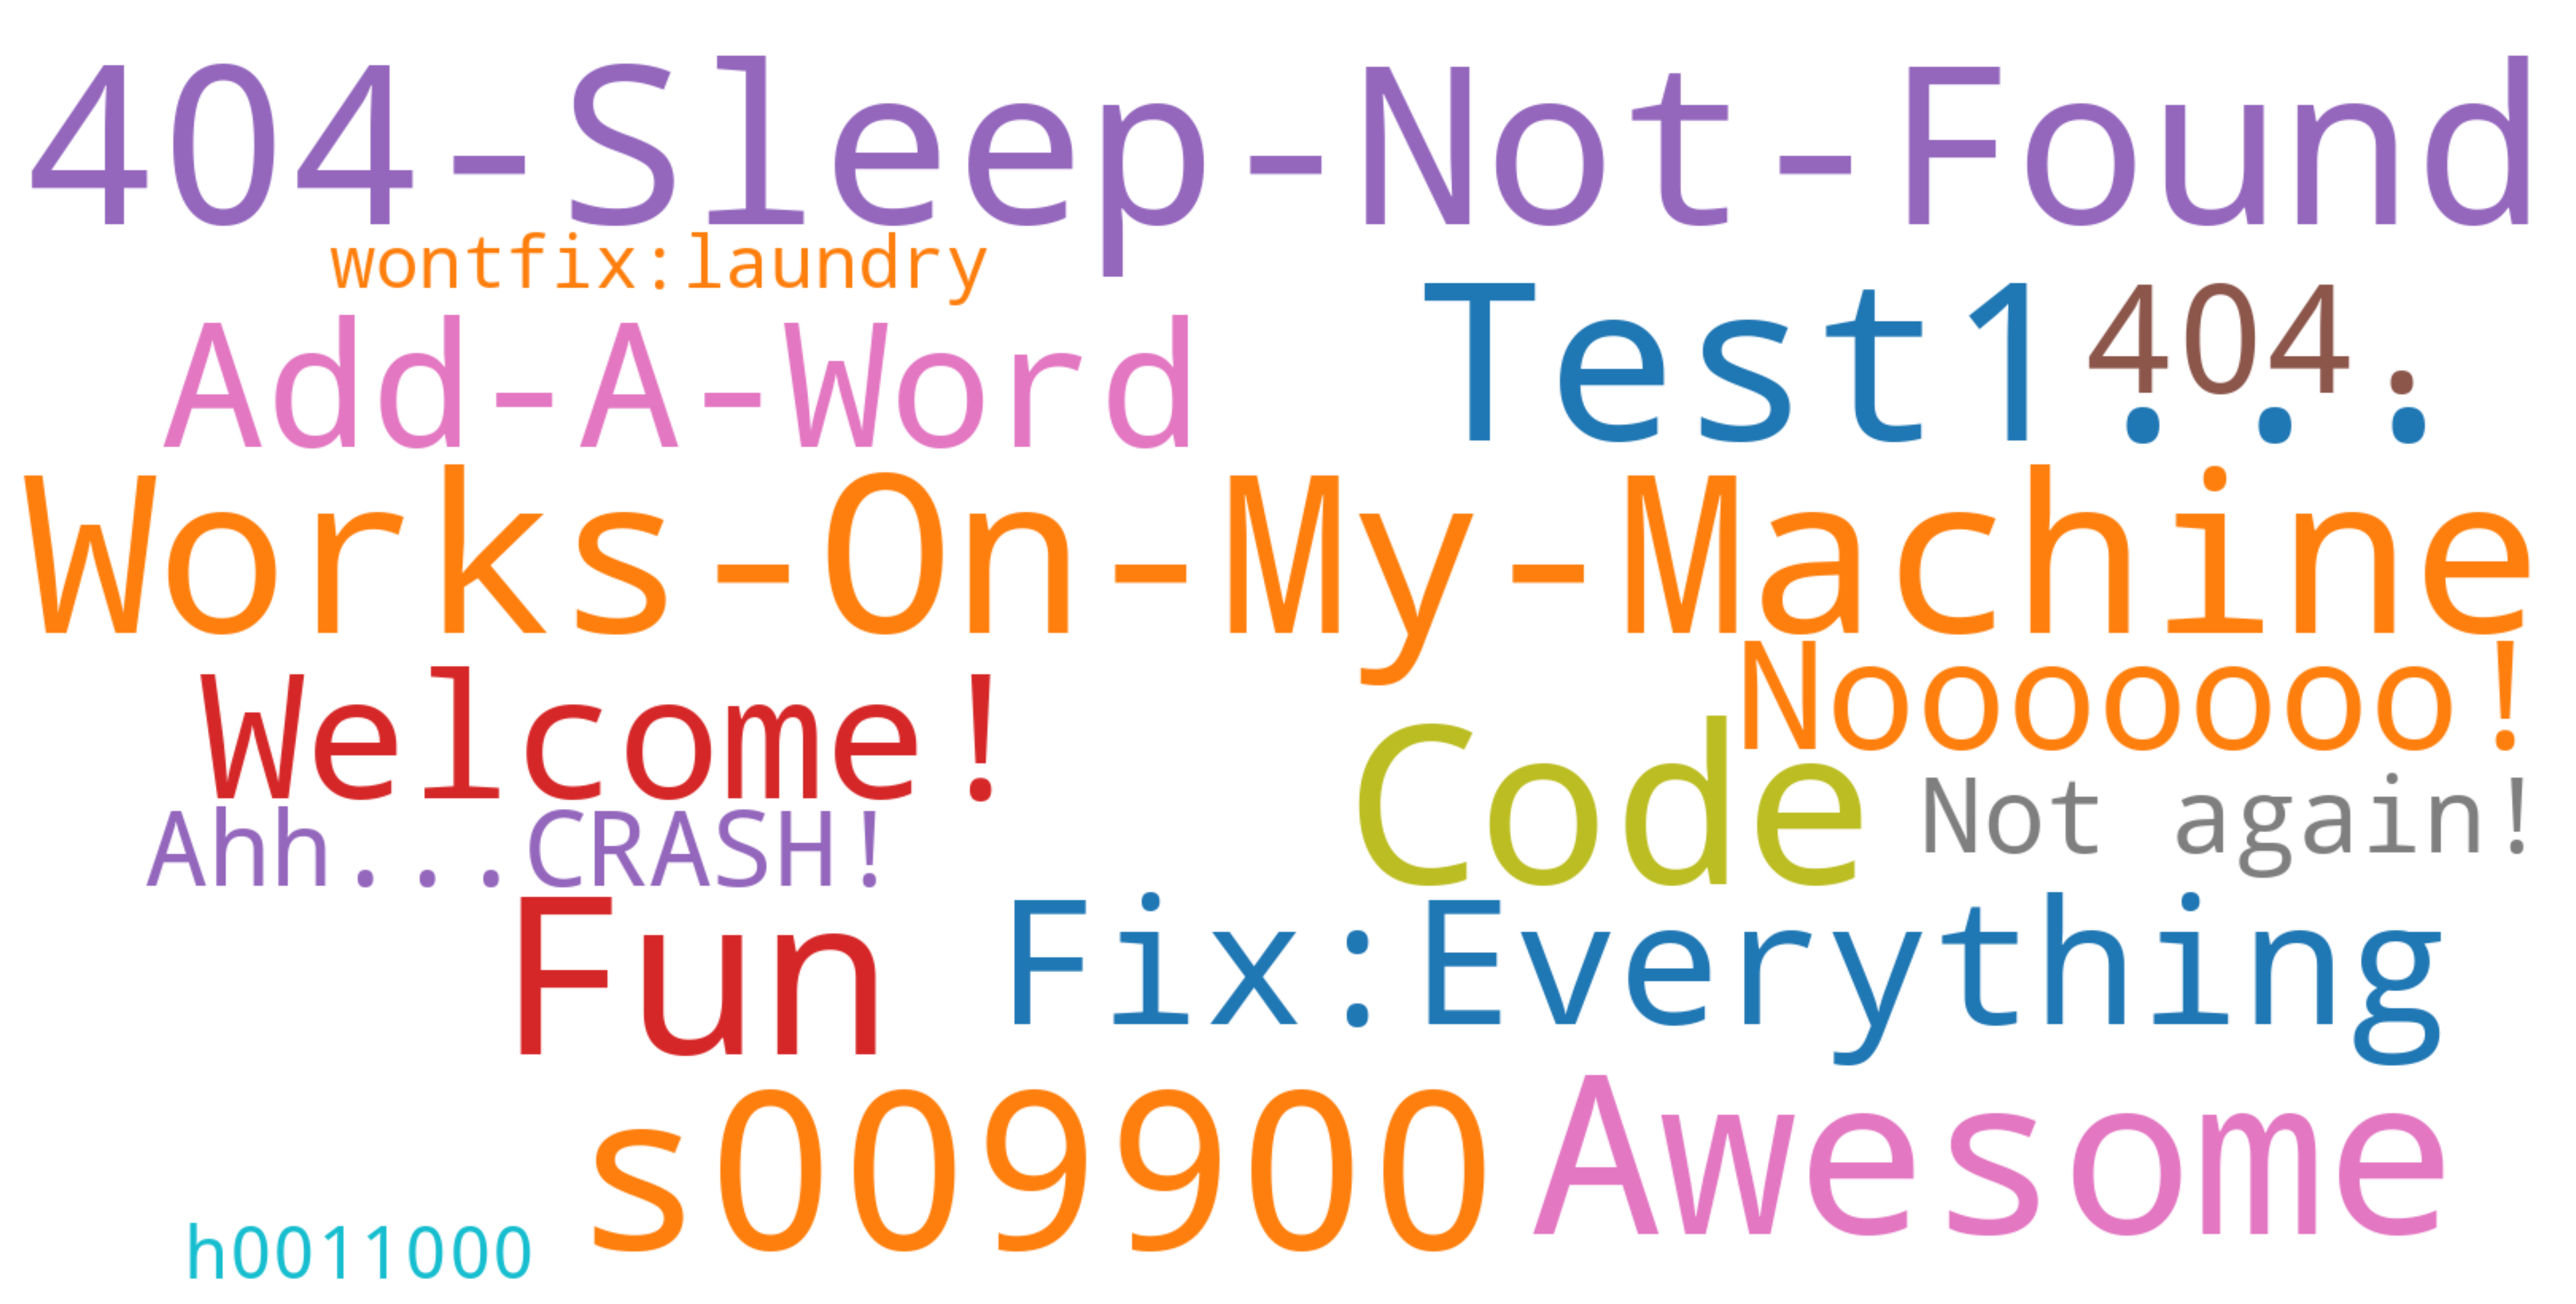 404-Sleep-Not-Found
wontfix:laundry
Add-A-Word
Test1...
404.
Works-On-My-Machine
Welcome!
Nooooooo!
Code
Not again!
Ahh...CRASH!
Fun
Fix:Everything
s009900
Awesome
h0011000